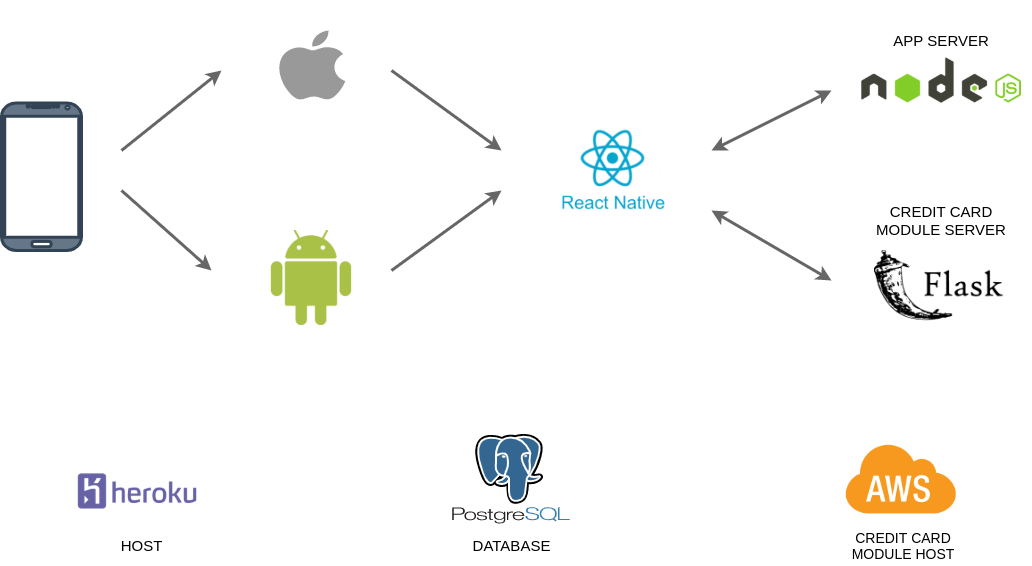 APP SERVER
node
JS
React Native
CREDIT CARD
MODULE SERVER
Flask
heroku
HOST
PostgreSQL
DATABASE
AWS
CREDIT CARD
MODULE HOST